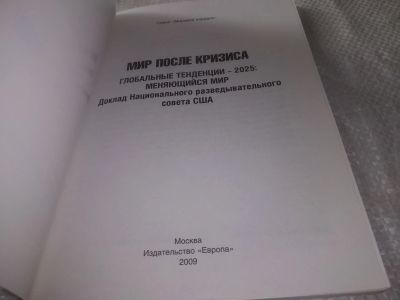 МИР ПОСЛЕ КРИЗИСА
ГЛОБАЛЬНЫЕ ТЕНДЕНЦИИ – 2025:
МЕНЯЮЩИЙСЯ МИР
Доклад Национального разведывательного
совета США
Москва
Издательство «Европа»
2009